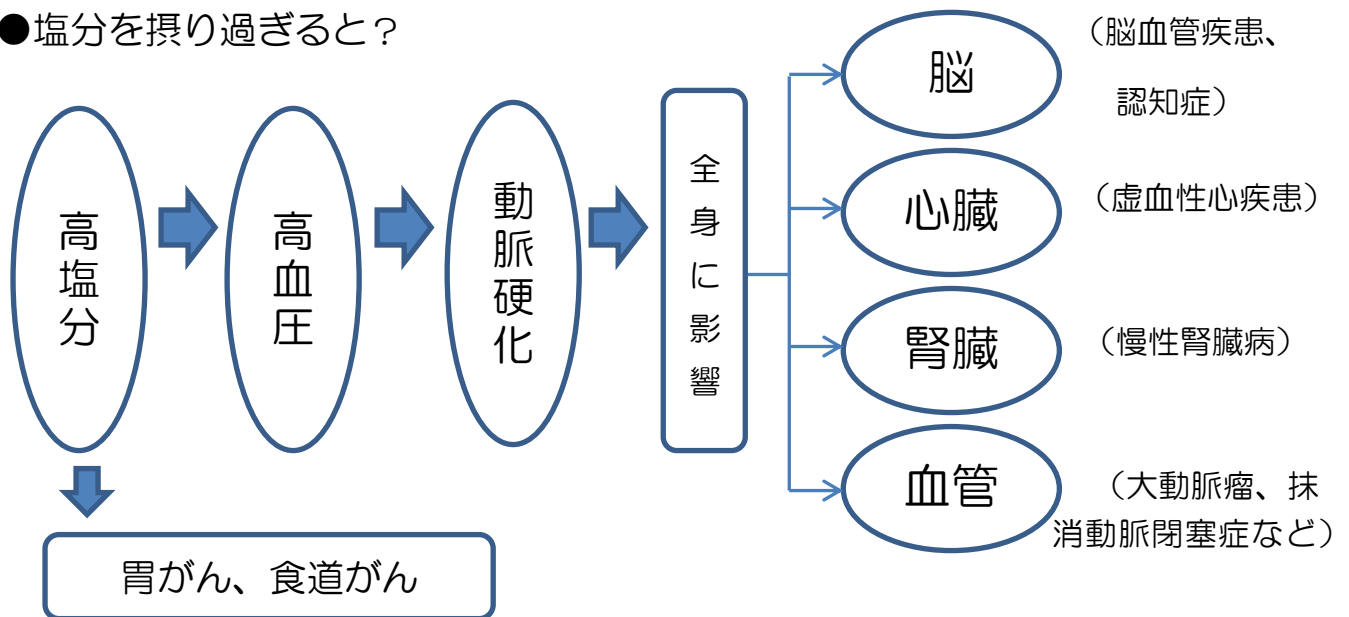 ●塩分を摂り過ぎると？
高塩分
高血圧
動脈硬化
全身に影響
脳
（脳血管疾患、
認知症）
心臓
（虚血性心疾患）
腎臓
（慢性腎臓病）
血管
（大動脈瘤、抹
消動脈閉塞症など）
胃がん、食道がん